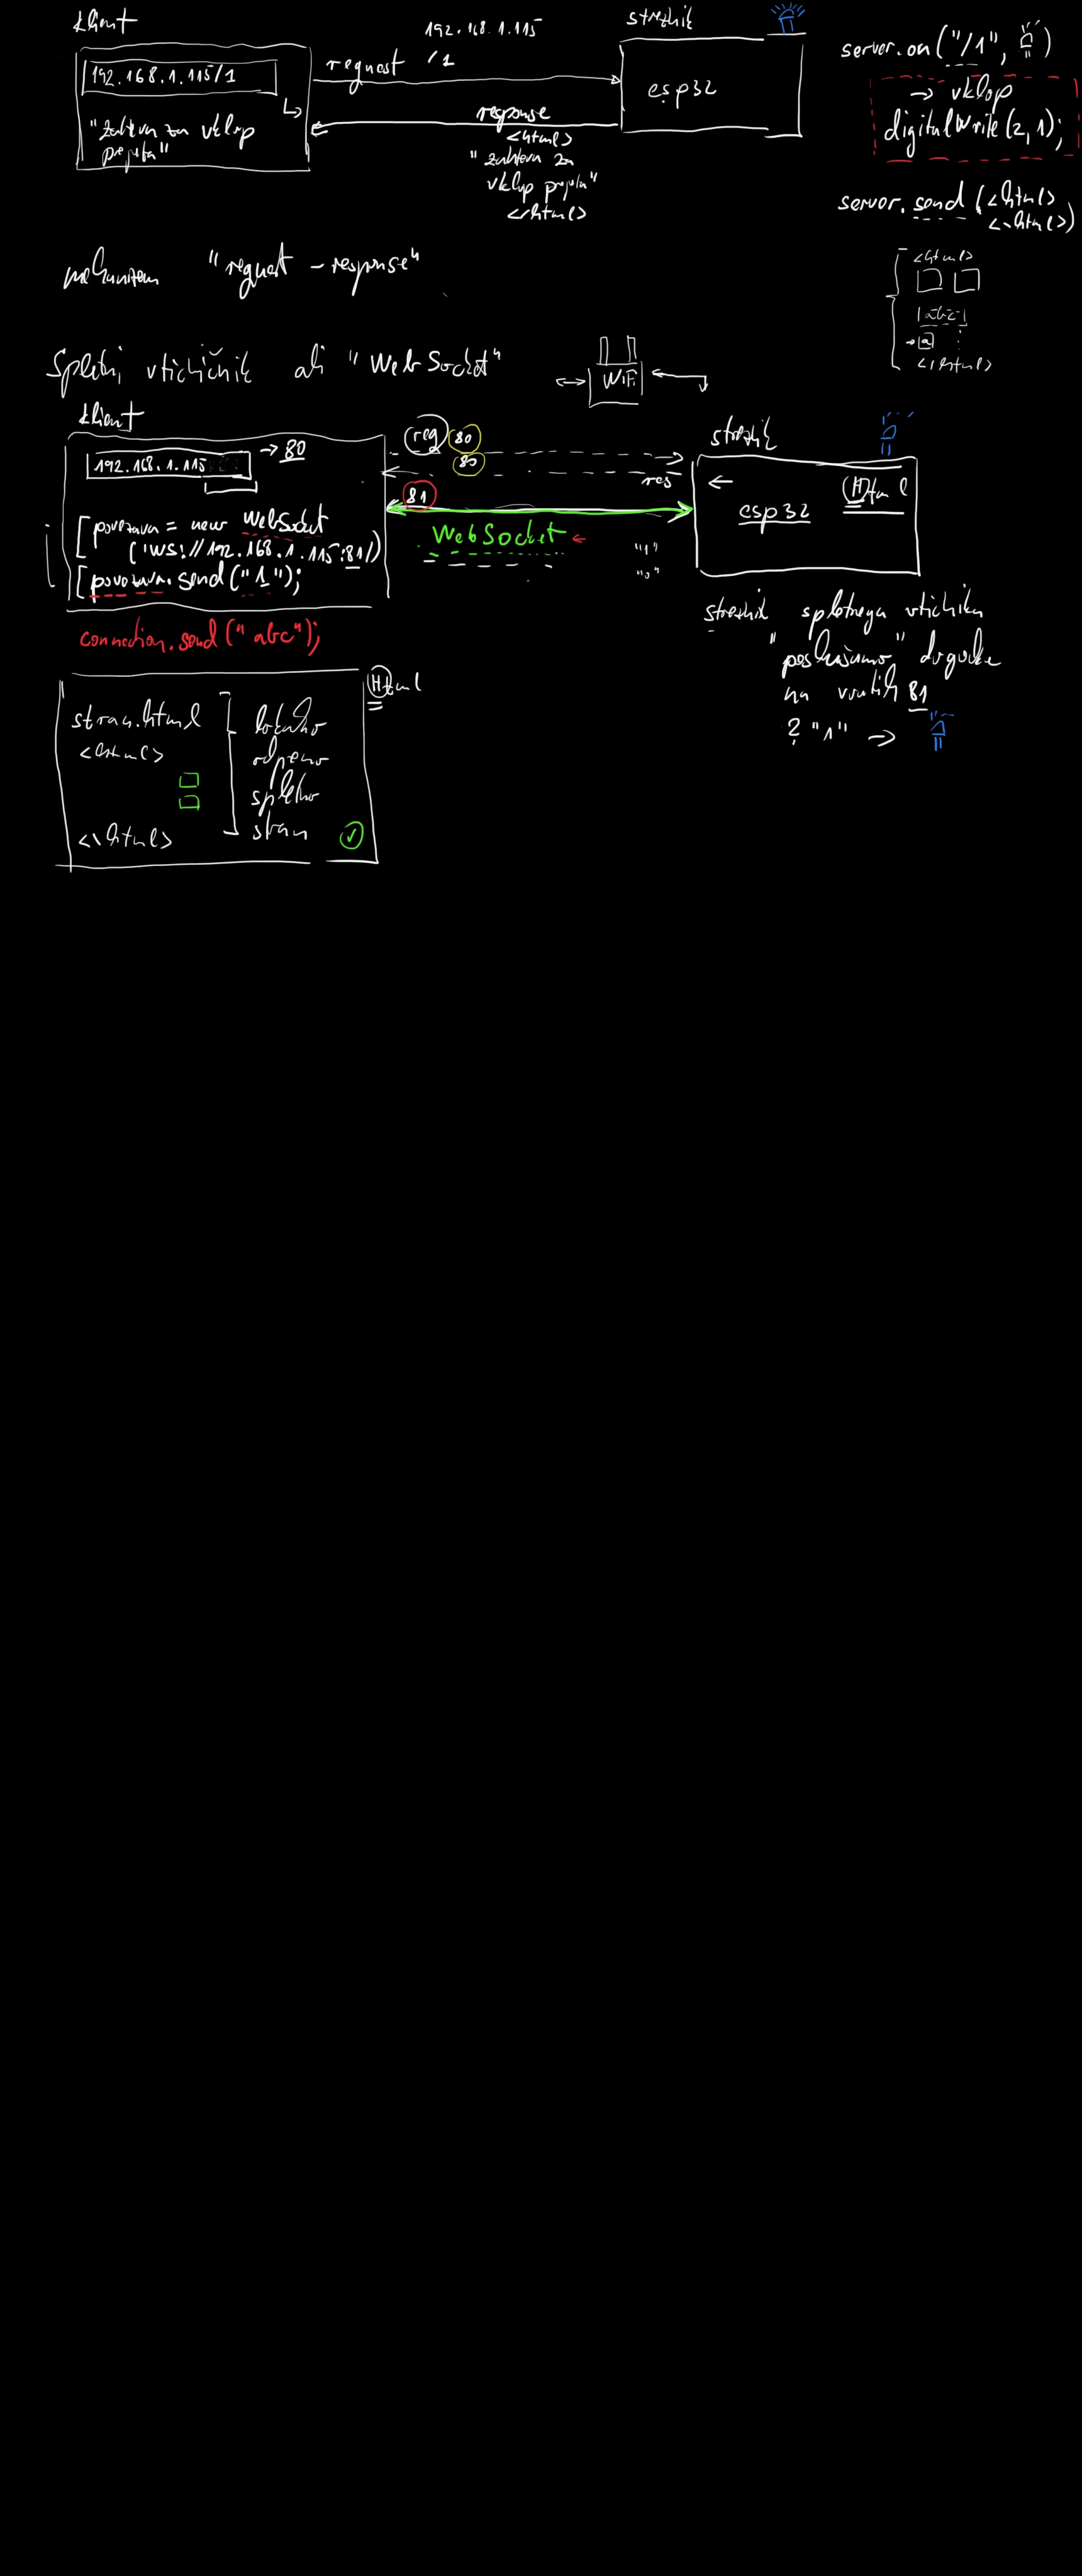 klient
192.168.1.115
strežnik
192.168.1.115/1
request /1
esp32
"zahteva za vklop
response
<html>
"zahteva za
vklop
<\html>
server.on("/1",
→ vklop
digitalWrite(2,1);
server.send(<html>
<\html>)
mehanizem "request - response"
<html>
<\html>
Spletni vtičnik ali "WebSocket"
WiFi
klient
192.168.1.115
→ 80
req 80
80
res
81
WebSocket
"1"
"0"
strežnik
Html
esp32
povezava = new WebSocket
('ws://192.168.1.115:81/)
povezava.send("1");
connection.send("abc");
strežnik spletnega vtičnika
"poslušamo" dogodke
na vratih 81
? "1" →
Html
stran.html
<html>
<\html>
lokalno
odpremo
spletno
stran